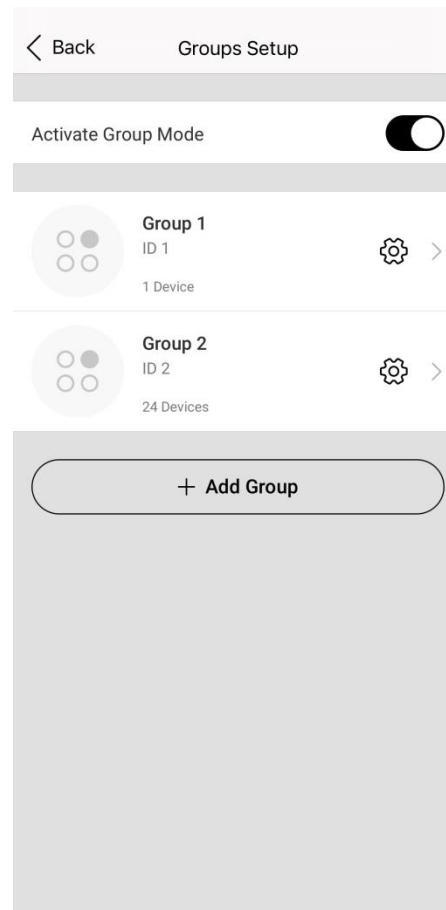 Back
Groups Setup
Activate Group Mode
Group 1
ID 1
1 Device
Group 2
ID 2
24 Devices
+ Add Group